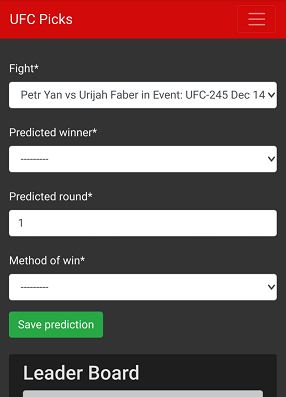 UFC Picks
Fight*
Petr Yan vs Urijah Faber in Event: UFC-245 Dec 14
Predicted winner*
---------
Predicted round*
1
Method of win*
---------
Save prediction
Leader Board